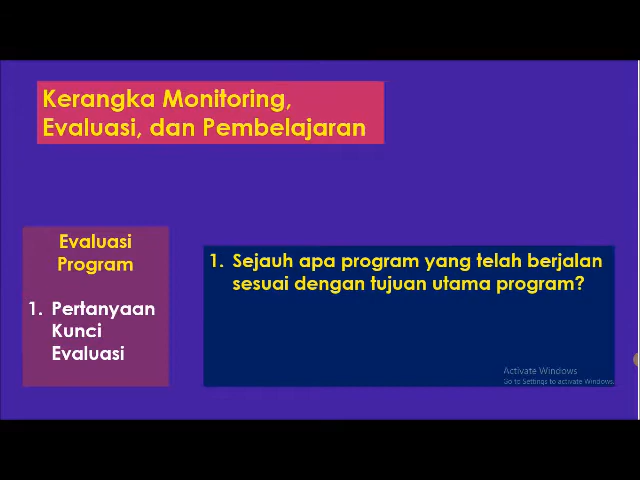 Kerangka Monitoring,
Evaluasi, dan Pembelajaran
Evaluasi
Program
1. Pertanyaan
Kunci
Evaluasi
1. Sejauh apa program yang telah berjalan
sesuai dengan tujuan utama program?
Activate Windows
Go to Settings to activate Windows.